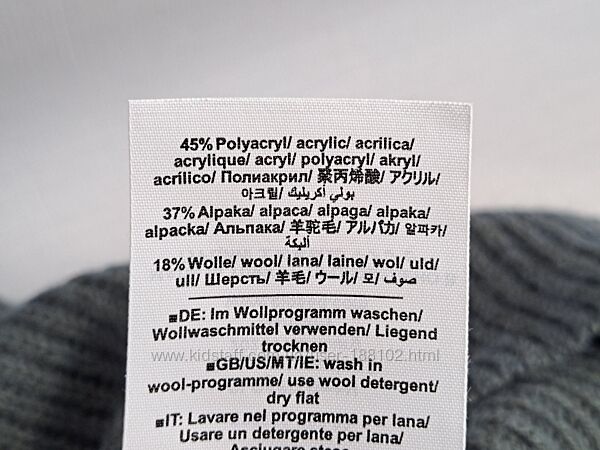 45% Polyacryl/ acrylic/ acrilica/
acrylique/ acryl/ polyacryl/ akryl/
acrílico/ Полиакрил/ 聚丙烯酸/ アクリル/
아크릴/ بولي أكريليك
37% Alpaka/ alpaca/ alpaga/ alpaka/
alpacka/ Альпака/ 羊驼毛/ アルパカ/ 알파카/
ألبكة
18% Wolle/ wool/ lana/ laine/ wol/ uld/
ull/ Шерсть/ 羊毛/ ウール/ 모/ صوف
DE: Im Wollprogramm waschen/
Wollwaschmittel verwenden/ Liegend
trocknen
GB/US/MT/IE: wash in
wool-programme/ use wool detergent/
dry flat
IT: Lavare nel programma per lana/
Usare un detergente per lana/